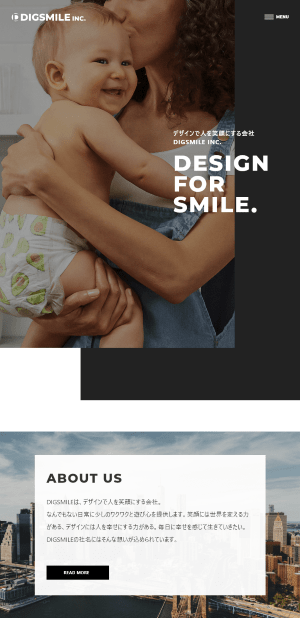 DIGSMILE INC.
MENU
デザインで人を笑顔にする会社
DIGSMILE INC.
DESIGN
FOR
SMILE.
ABOUT US
DIGSMILEは、デザインで人を笑顔にする会社。
なんでもない日常に少しのワクワクと遊び心を提供します。笑顔には世界を変える力
がある、デザインには人を幸せにする力がある。毎日に幸せを感じて生きていきたい。
DIGSMILEの社名にはそんな想いが込められています。
READ MORE